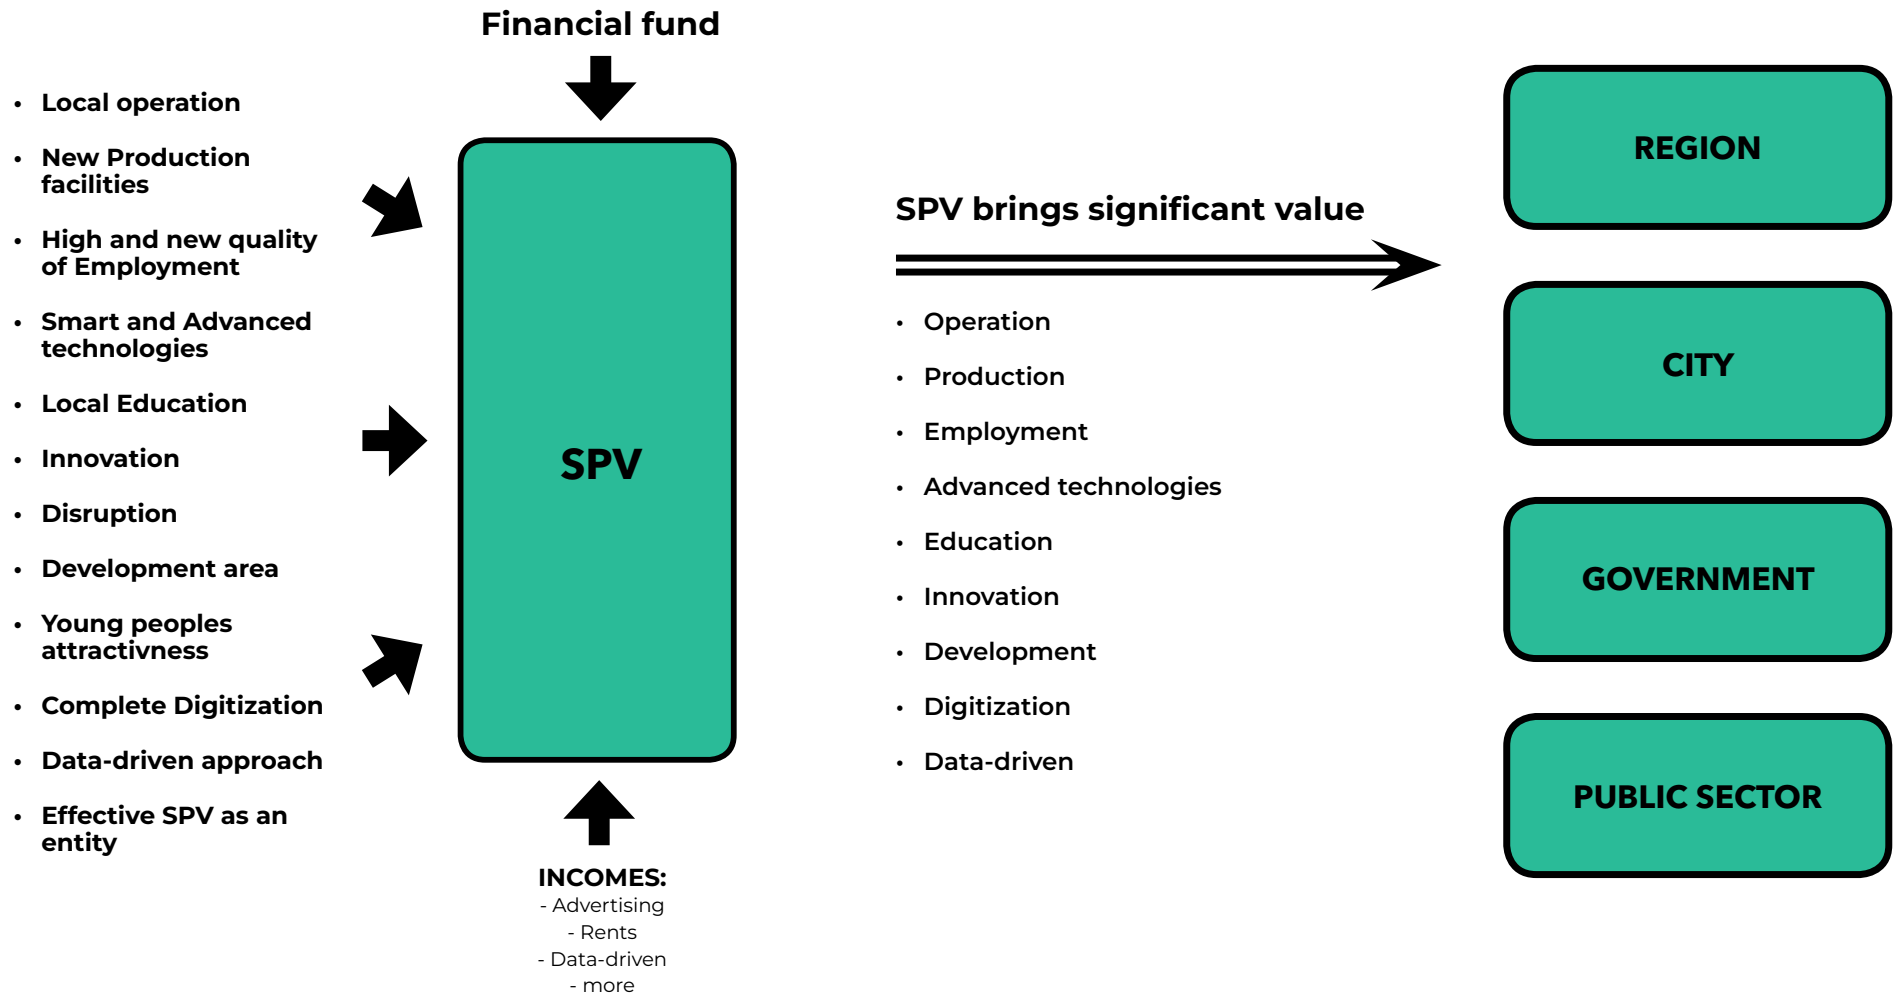 Financial fund
• Local operation
• New Production
facilities
• High and new quality
of Employment
• Smart and Advanced
technologies
• Local Education
• Innovation
• Disruption
• Development area
• Young peoples
attractivness
• Complete Digitization
• Data-driven approach
• Effective SPV as an
entity
SPV
INCOMES:
- Advertising
- Rents
- Data-driven
- more
SPV brings significant value
• Operation
• Production
• Employment
• Advanced technologies
• Education
• Innovation
• Development
• Digitization
• Data-driven
REGION
CITY
GOVERNMENT
PUBLIC SECTOR